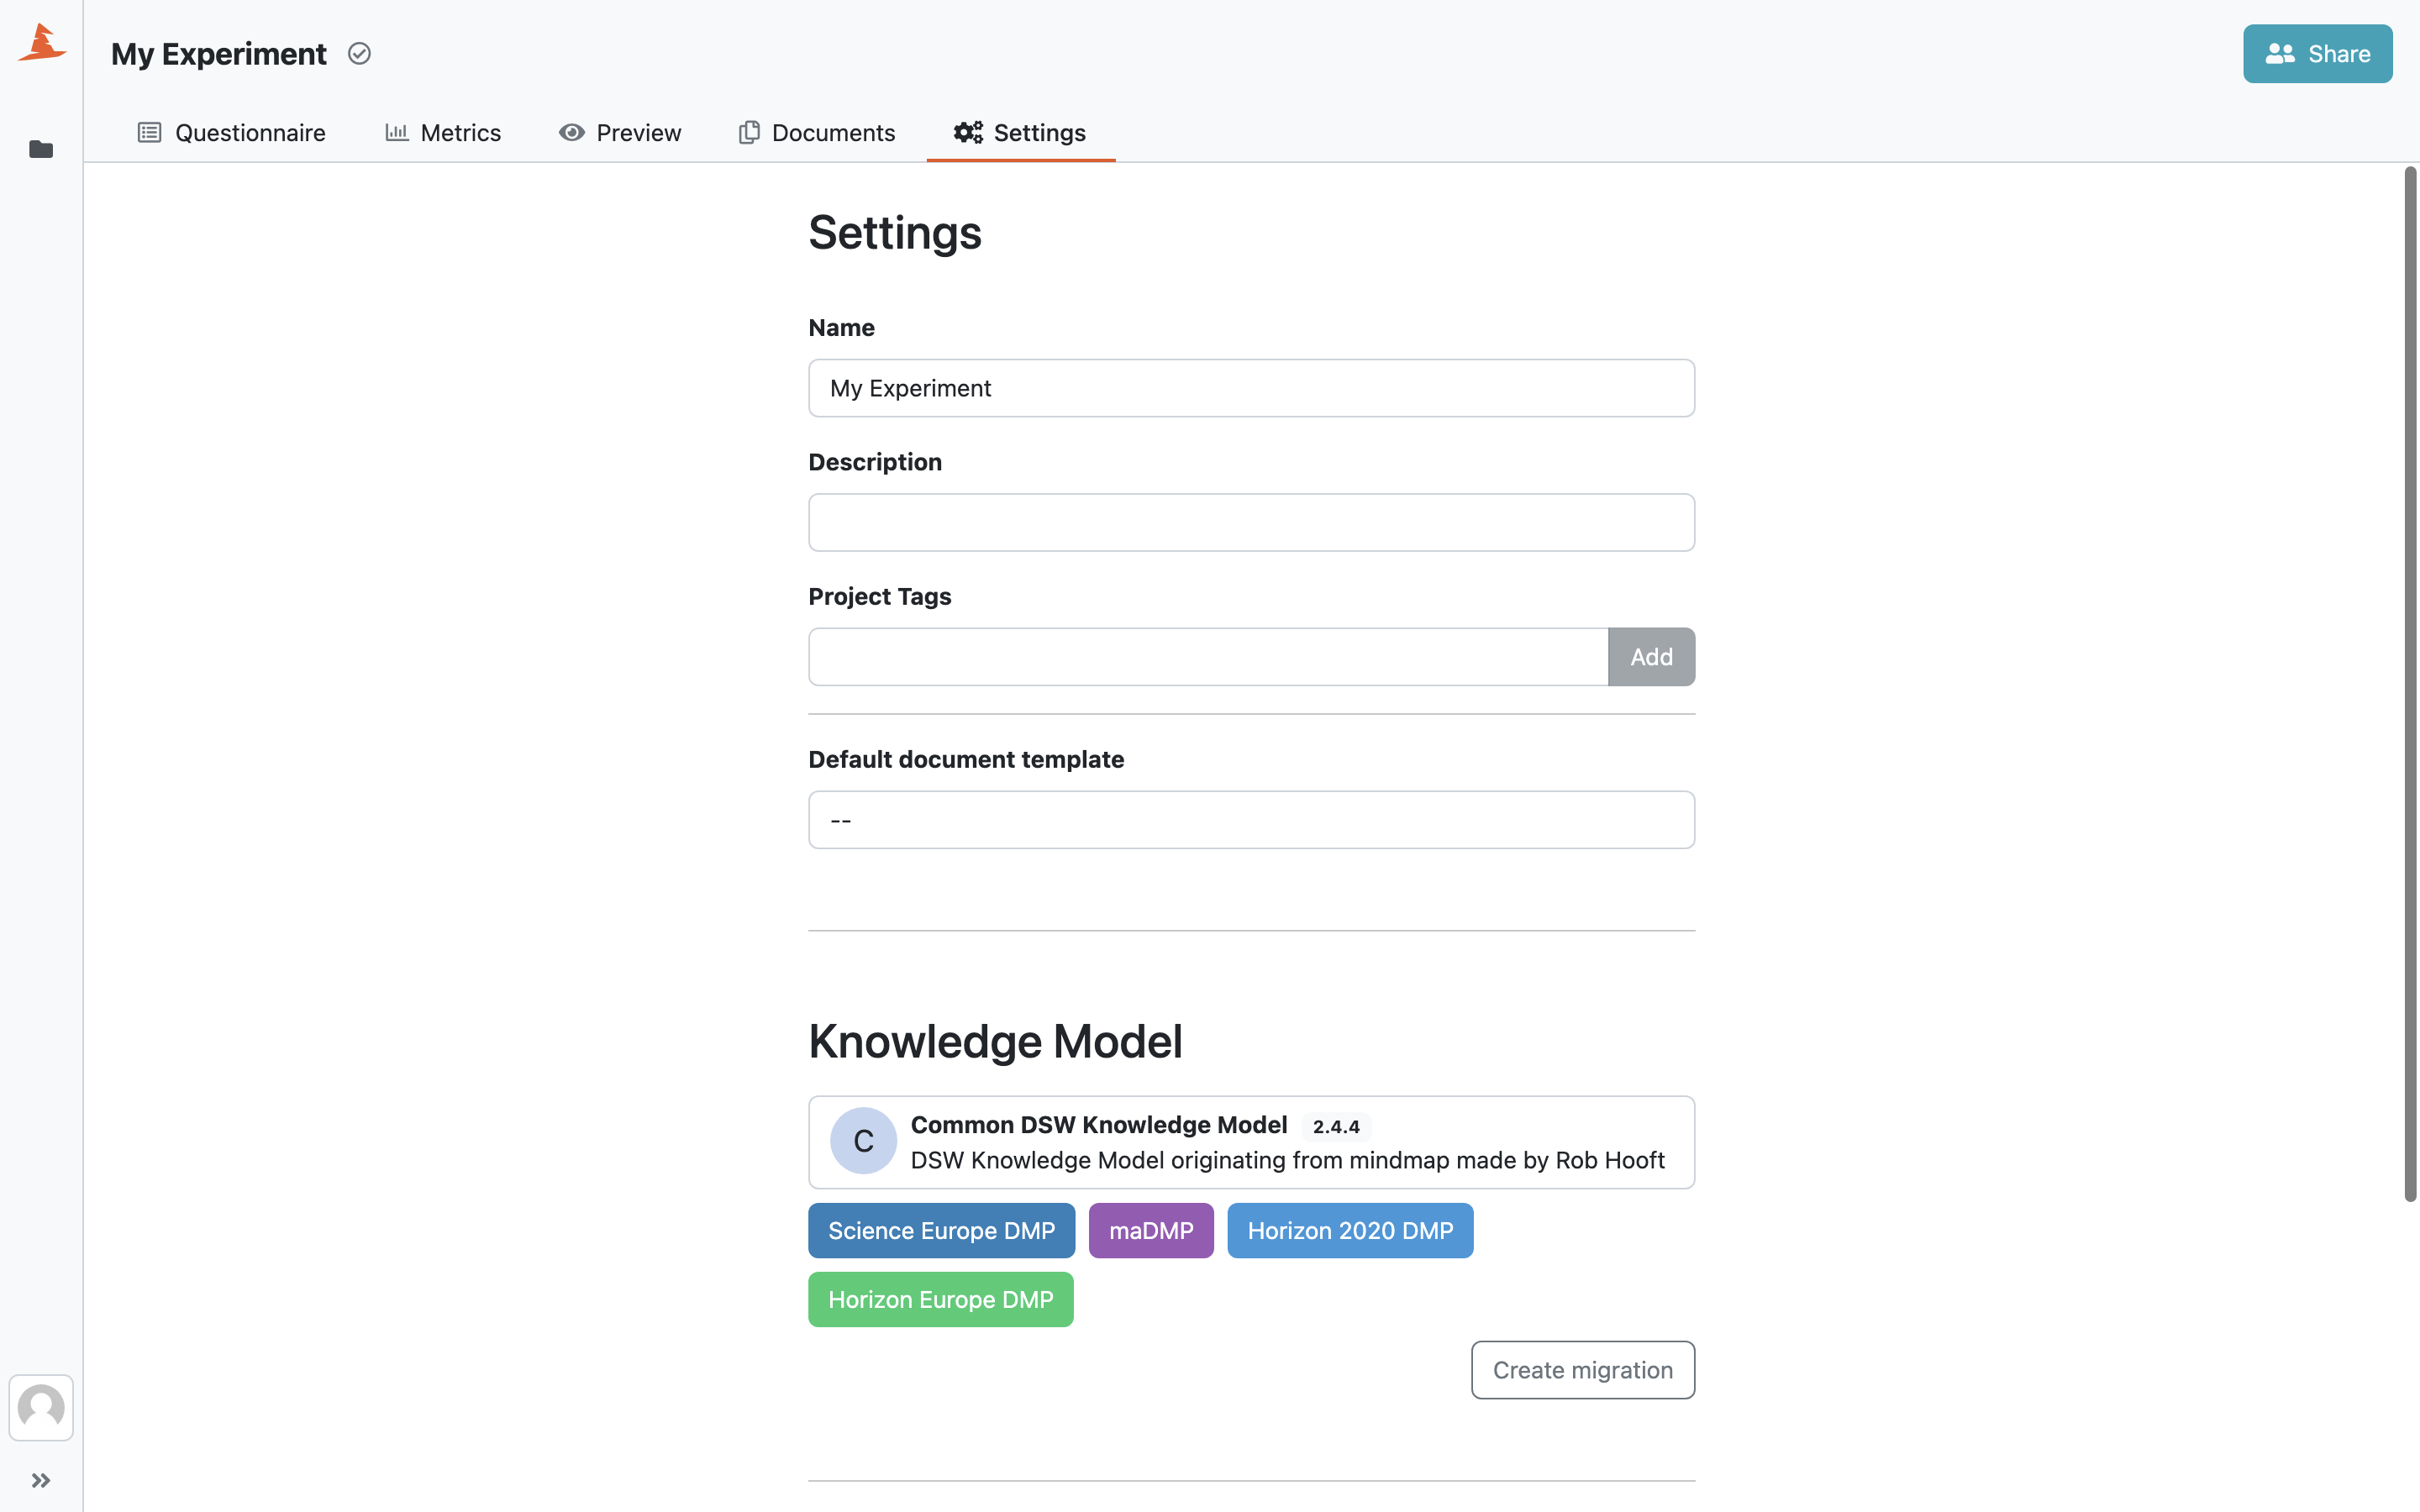 My Experiment
Share
Questionnaire
Metrics
Preview
Documents
Settings
Settings
Name
My Experiment
Description
Project Tags
Add
Default document template
--
Knowledge Model
C
Common DSW Knowledge Model 2.4.4
DSW Knowledge Model originating from mindmap made by Rob Hooft
Science Europe DMP
maDMP
Horizon 2020 DMP
Horizon Europe DMP
Create migration